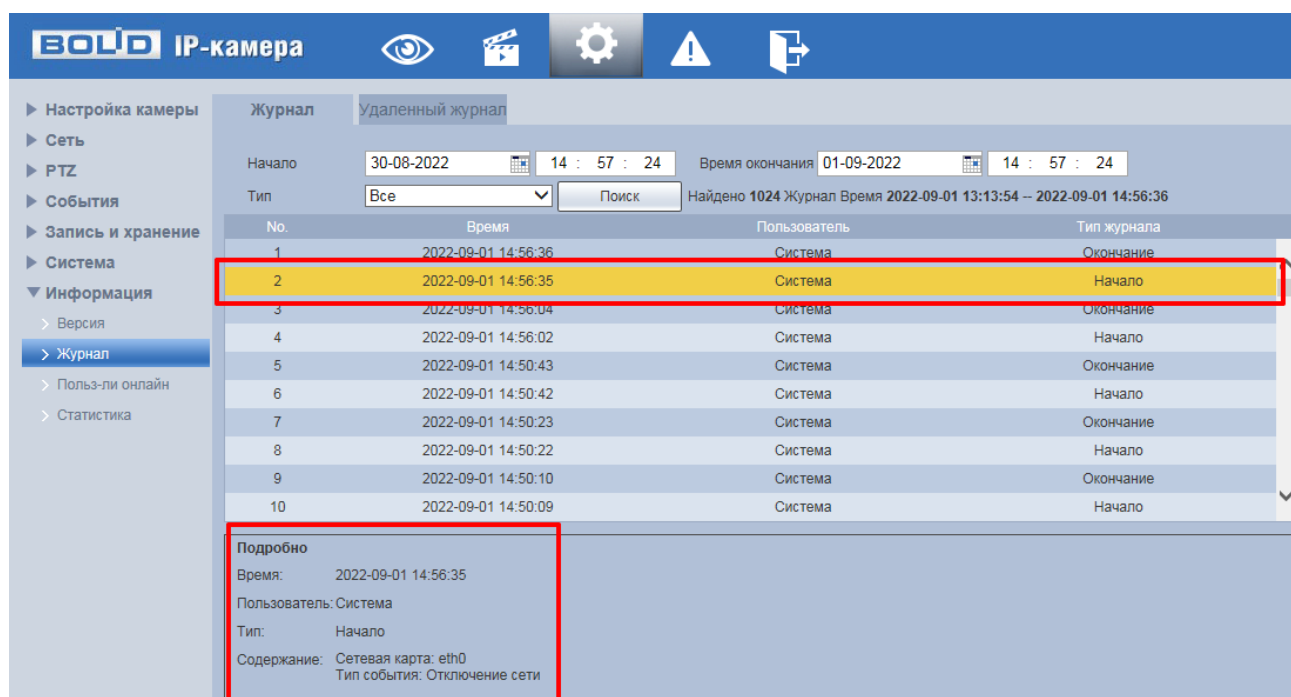 BOLID IP-камера
Настройка камеры
Сеть
PTZ
События
Запись и хранение
Система
Информация
Версия
Журнал
Польз-ли онлайн
Статистика
Журнал Удаленный журнал
Начало 30-08-2022 14 : 57 : 24 Время окончания 01-09-2022 14 : 57 : 24
Тип Все Поиск Найдено 1024 Журнал Время 2022-09-01 13:13:54 -- 2022-09-01 14:56:36
No. Время Пользователь Тип журнала
1 2022-09-01 14:56:36 Система Окончание
2 2022-09-01 14:56:35 Система Начало
3 2022-09-01 14:56:04 Система Окончание
4 2022-09-01 14:56:02 Система Начало
5 2022-09-01 14:50:43 Система Окончание
6 2022-09-01 14:50:42 Система Начало
7 2022-09-01 14:50:23 Система Окончание
8 2022-09-01 14:50:22 Система Начало
9 2022-09-01 14:50:10 Система Окончание
10 2022-09-01 14:50:09 Система Начало
Подробно
Время: 2022-09-01 14:56:35
Пользователь: Система
Тип: Начало
Содержание: Сетевая карта: eth0
Тип события: Отключение сети